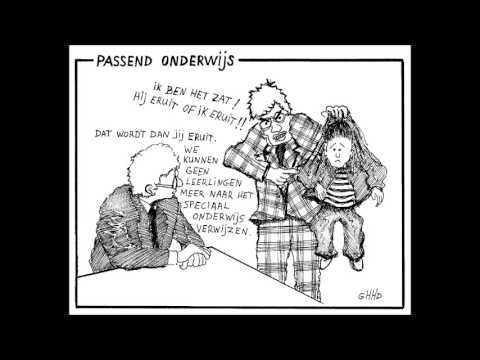 PASSEND ONDERWIJS
IK BEN HET ZAT!
HIJ ERUIT OF IK ERUIT!!
DAT WORDT DAN JIJ ERUIT.
WE
KUNNEN
GEEN
LEERLINGEN
MEER NAAR HET
SPECIAAL
ONDERWIJS
VERWIJZEN.
GHHD